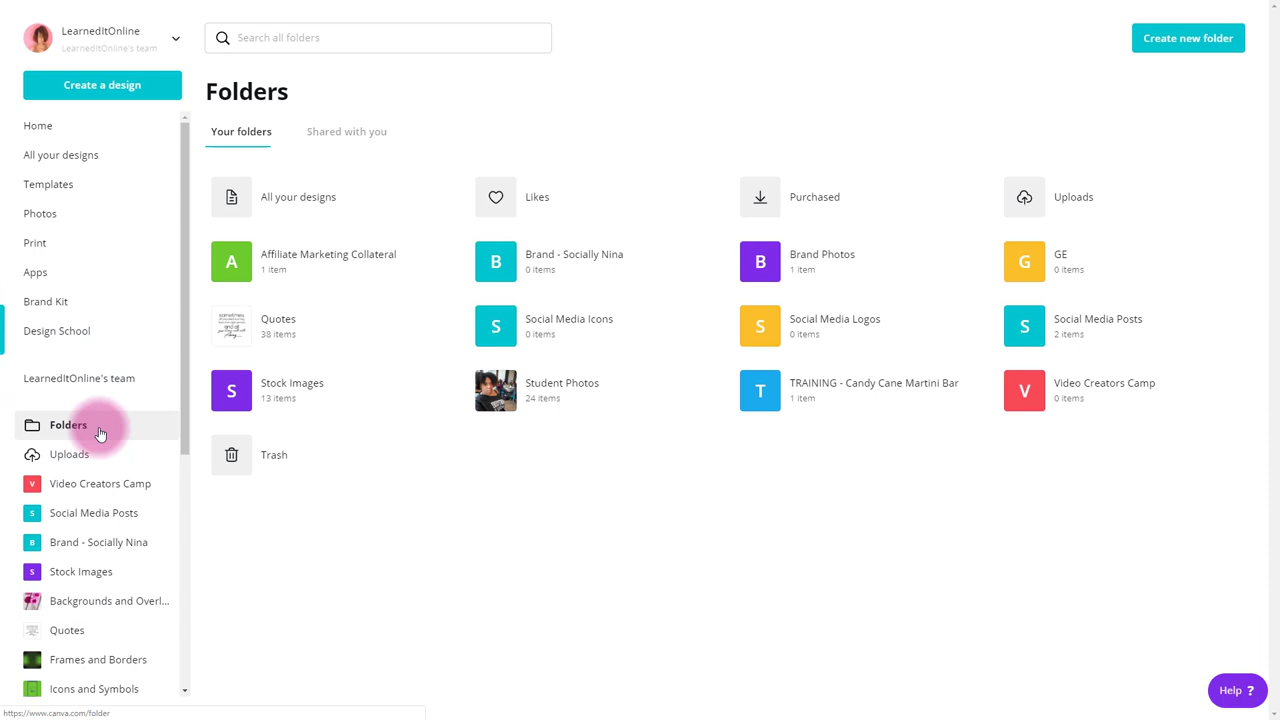 LearnedItOnline
LearnedItOnline's team
Create a design
Home
All your designs
Templates
Photos
Print
Apps
Brand Kit
Design School
LearnedItOnline's team
Folders
Uploads
V
Video Creators Camp
S
Social Media Posts
B
Brand - Socially Nina
S
Stock Images
Backgrounds and Overl...
Quotes
Frames and Borders
Icons and Symbols
https://www.canva.com/folder
Search all folders
Create new folder
Folders
Your folders
Shared with you
All your designs
Likes
Purchased
Uploads
A
Affiliate Marketing Collateral
1 item
B
Brand - Socially Nina
0 items
B
Brand Photos
1 item
G
GE
0 items
Quotes
38 items
S
Social Media Icons
0 items
S
Social Media Logos
0 items
S
Social Media Posts
2 items
S
Stock Images
13 items
Student Photos
24 items
T
TRAINING - Candy Cane Martini Bar
1 item
V
Video Creators Camp
0 items
Trash
Help ?